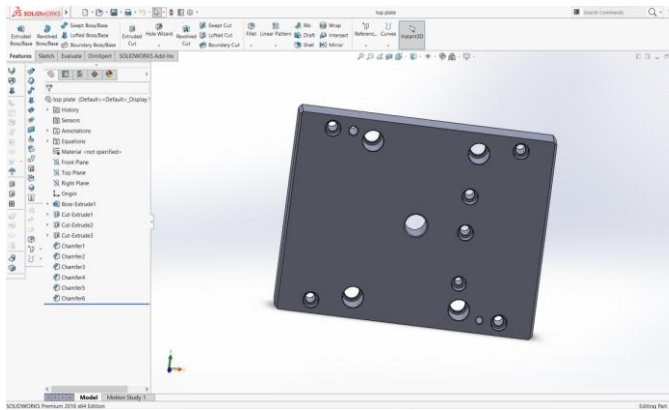 SOLIDWORKS
top plate
Search Commands
Extruded Boss/Base
Revolved Boss/Base
Swept Boss/Base
Lofted Boss/Base
Boundary Boss/Base
Extruded Cut
Hole Wizard
Revolved Cut
Swept Cut
Lofted Cut
Boundary Cut
Fillet
Linear Pattern
Rib
Draft
Shell
Wrap
Intersect
Mirror
Referenc...
Curves
Instant3D
Features Sketch Evaluate DimXpert SOLIDWORKS Add-Ins
top plate (Default<<Default>_Display
History
Sensors
Annotations
Equations
Material <not specified>
Front Plane
Top Plane
Right Plane
Origin
Boss-Extrude1
Cut-Extrude1
Cut-Extrude2
Cut-Extrude3
Chamfer1
Chamfer2
Chamfer3
Chamfer4
Chamfer5
Chamfer6
Model Motion Study 1
SOLIDWORKS Premium 2016 x64 Edition
Editing Part